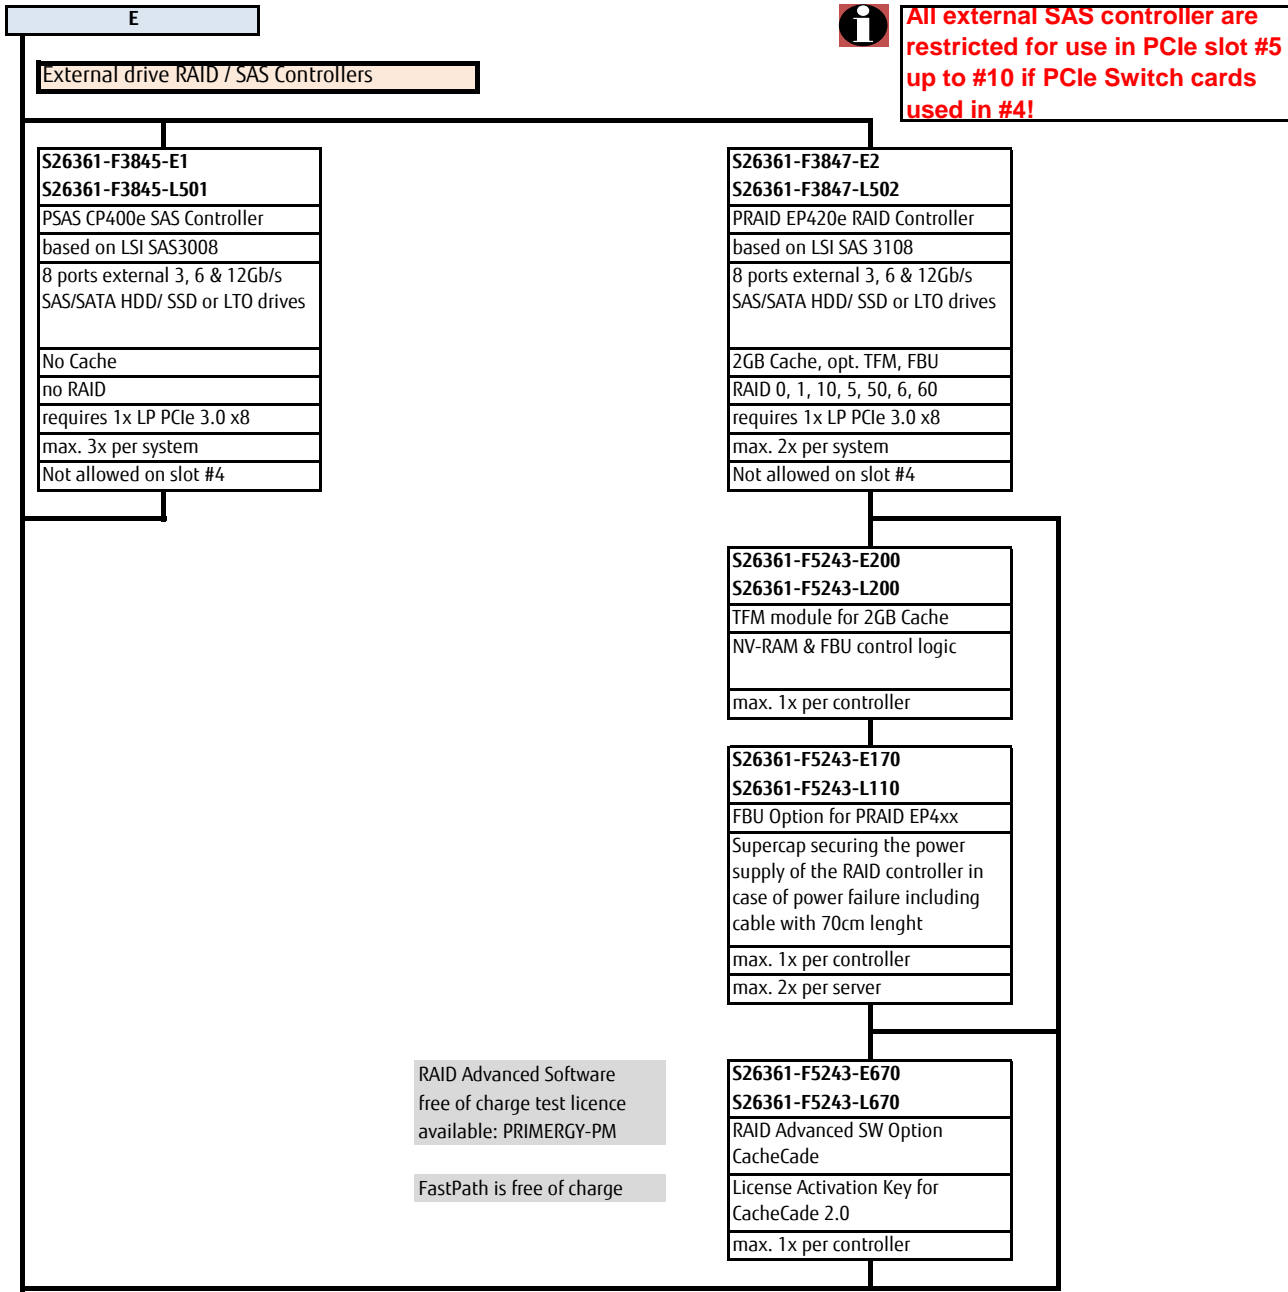 E
All external SAS controller are
restricted for use in PCIe slot #5
up to #10 if PCIe Switch cards
used in #4!
External drive RAID / SAS Controllers
S26361-F3845-E1
S26361-F3845-L501
PSAS CP400e SAS Controller
based on LSI SAS3008
8 ports external 3, 6 & 12Gb/s
SAS/SATA HDD/ SSD or LTO drives
No Cache
no RAID
requires 1x LP PCIe 3.0 x8
max. 3x per system
Not allowed on slot #4
S26361-F3847-E2
S26361-F3847-L502
PRAID EP420e RAID Controller
based on LSI SAS 3108
8 ports external 3, 6 & 12Gb/s
SAS/SATA HDD/ SSD or LTO drives
2GB Cache, opt. TFM, FBU
RAID 0, 1, 10, 5, 50, 6, 60
requires 1x LP PCIe 3.0 x8
max. 2x per system
Not allowed on slot #4
S26361-F5243-E200
S26361-F5243-L200
TFM module for 2GB Cache
NV-RAM & FBU control logic
max. 1x per controller
S26361-F5243-E170
S26361-F5243-L110
FBU Option for PRAID EP4xx
Supercap securing the power
supply of the RAID controller in
case of power failure including
cable with 70cm lenght
max. 1x per controller
max. 2x per server
RAID Advanced Software
free of charge test licence
available: PRIMERGY-PM
FastPath is free of charge
S26361-F5243-E670
S26361-F5243-L670
RAID Advanced SW Option
CacheCade
License Activation Key for
CacheCade 2.0
max. 1x per controller